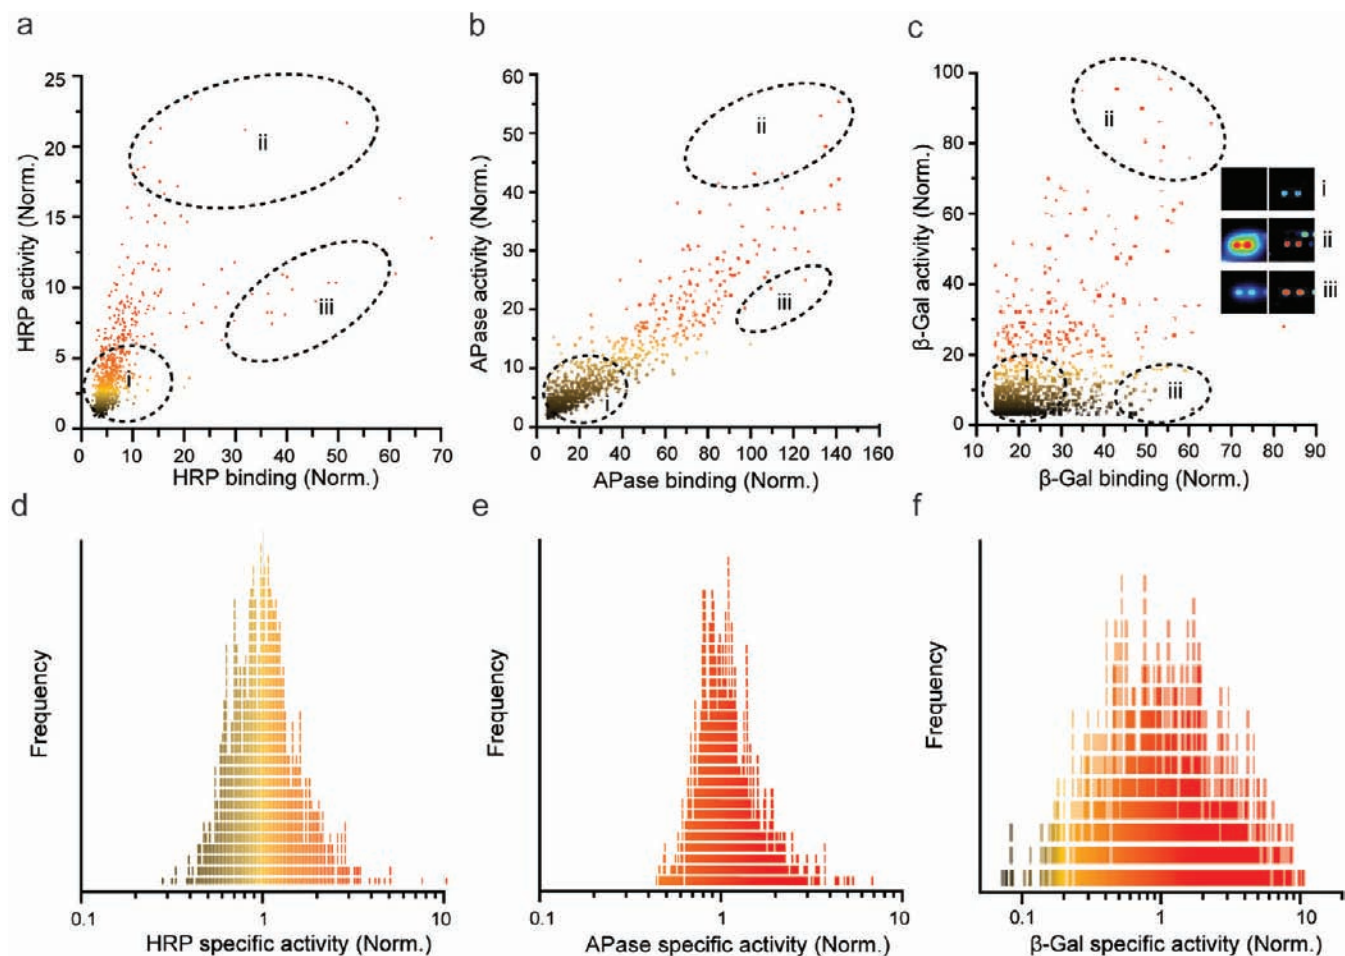 a
HRP activity (Norm.)
25
20
15
10
5
0
0 10 20 30 40 50 60 70
HRP binding (Norm.)
i
ii
iii
b
APase activity (Norm.)
60
50
40
30
20
10
0
0 20 40 60 80 100 120 140 160
APase binding (Norm.)
i
ii
iii
c
β-Gal activity (Norm.)
100
80
60
40
20
0
10 20 30 40 50 60 70 80 90
β-Gal binding (Norm.)
i
ii
iii
i
ii
iii
d
Frequency
0.1 1 10
HRP specific activity (Norm.)
e
Frequency
0.1 1 10
APase specific activity (Norm.)
f
Frequency
0.1 1 10
β-Gal specific activity (Norm.)